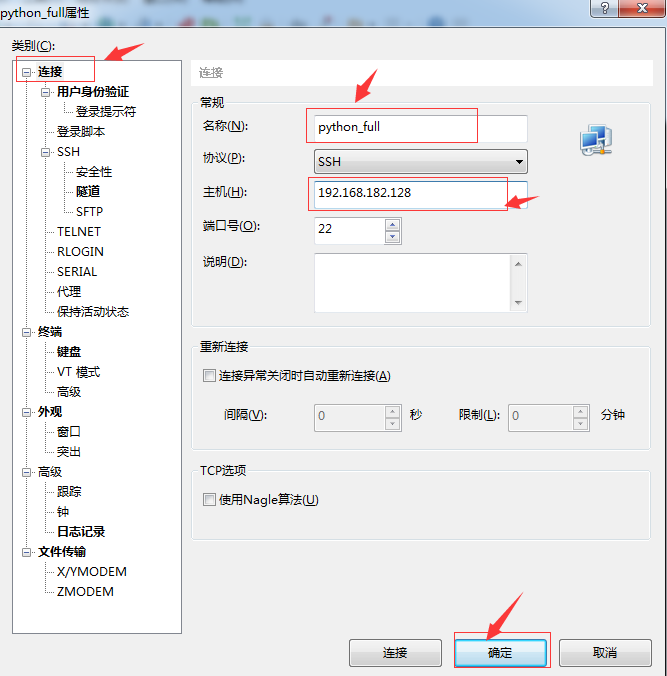 python_full属性
类别(C):
连接
用户身份验证
登录提示符
登录脚本
SSH
安全性
隧道
SFTP
TELNET
RLOGIN
SERIAL
代理
保持活动状态
终端
键盘
VT 模式
高级
外观
窗口
突出
高级
跟踪
钟
日志记录
文件传输
X/YMODEM
ZMODEM
连接
常规
名称(N): python_full
协议(P): SSH
主机(H): 192.168.182.128
端口号(O): 22
说明(D):
重新连接
连接异常关闭时自动重新连接(A)
间隔(V): 0 秒 限制(L): 0 分钟
TCP选项
使用Nagle算法(U)
连接 确定 取消